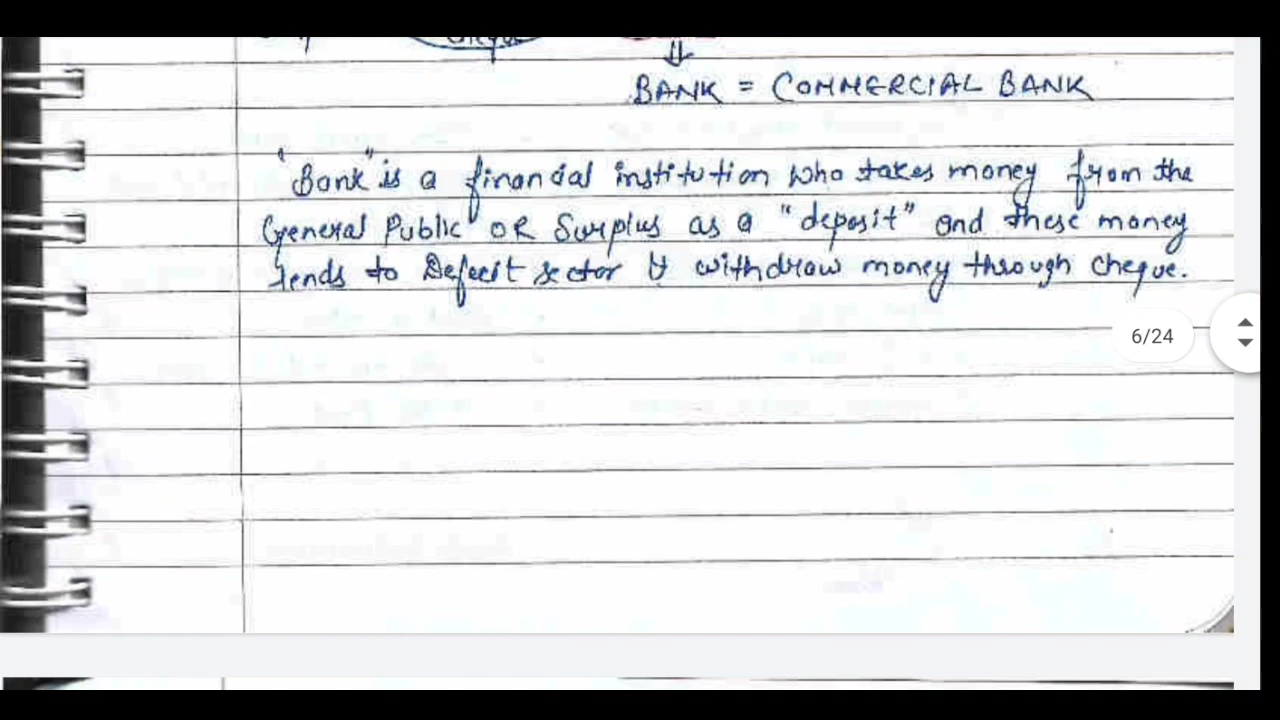 BANK = COMMERCIAL BANK
"Bank" is a financial institution who takes money from the
General Public OR Surplus as a "deposit" and these money
lends to Defecit sector & withdraw money through cheque.
6/24